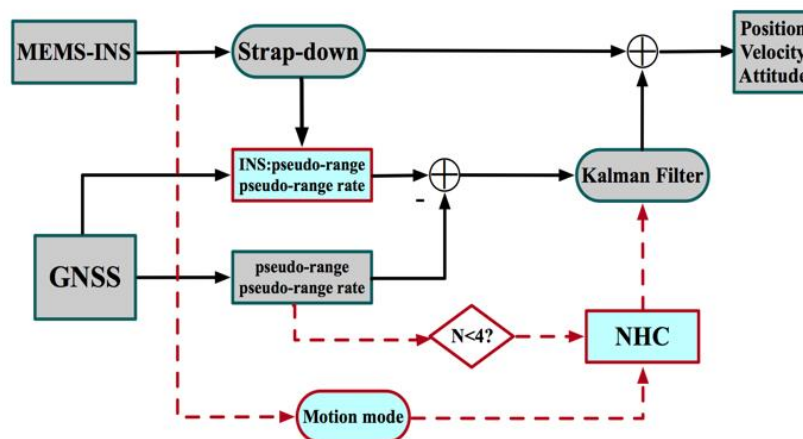 MEMS-INS
Strap-down
Position
Velocity
Attitude
INS:pseudo-range
pseudo-range rate
-
Kalman Filter
GNSS
pseudo-range
pseudo-range rate
N<4?
NHC
Motion mode